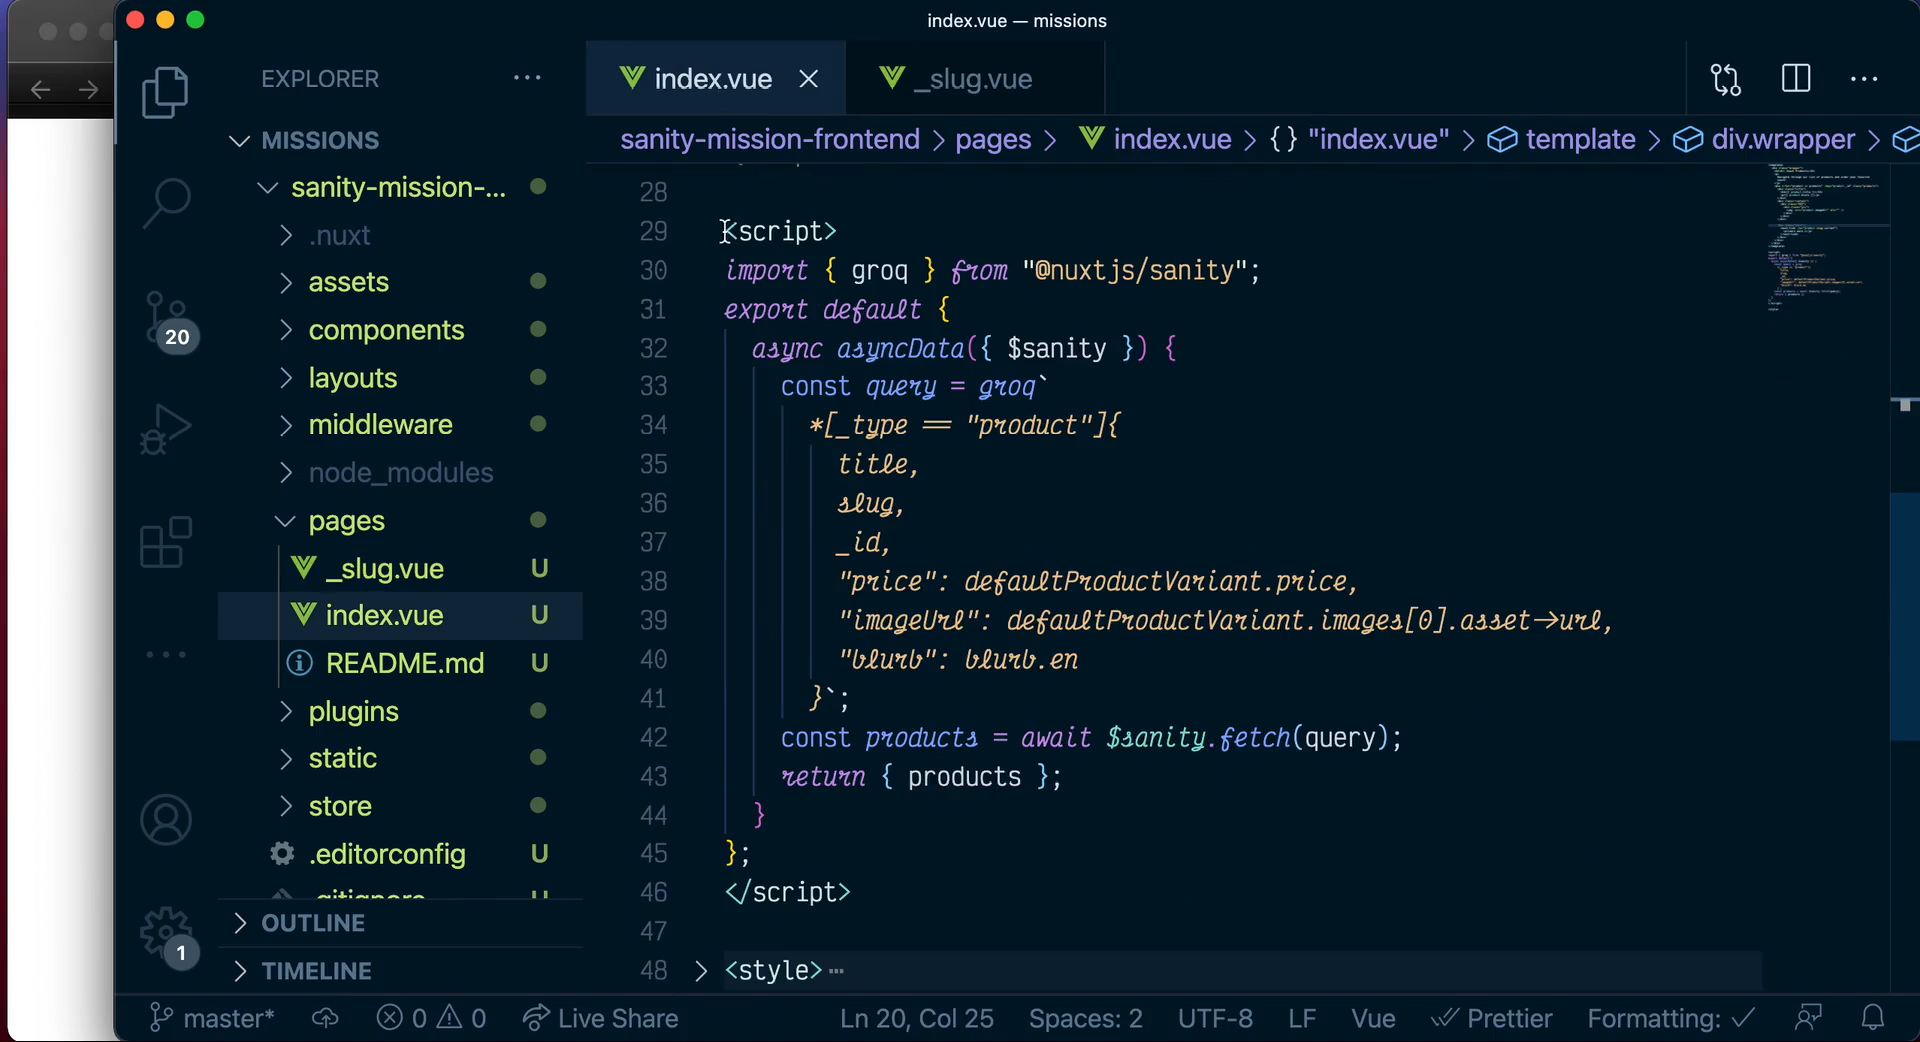 index.vue — missions
EXPLORER
index.vue
_slug.vue
MISSIONS
sanity-mission-frontend > pages > index.vue > {} "index.vue" > template > div.wrapper >
sanity-mission-...
.nuxt
assets
components
layouts
middleware
node_modules
pages
_slug.vue U
index.vue U
README.md U
plugins
static
store
.editorconfig U
.gitignore U
OUTLINE
TIMELINE
20
1
28
29 <script>
30 import { groq } from "@nuxtjs/sanity";
31 export default {
32 async asyncData({ $sanity }) {
33 const query = groq`
34 *[_type == "product"]{
35 title,
36 slug,
37 _id,
38 "price": defaultProductVariant.price,
39 "imageUrl": defaultProductVariant.images[0].asset->url,
40 "blurb": blurb.en
41 }`;
42 const products = await $sanity.fetch(query);
43 return { products };
44 }
45 };
46 </script>
47
48 <style>
master* 0 0 Live Share Ln 20, Col 25 Spaces: 2 UTF-8 LF Vue Prettier Formatting: ✓